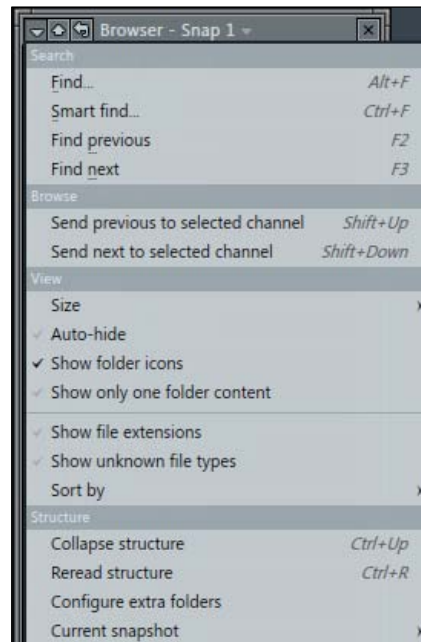 Browser - Snap 1
Search
Find... Alt+F
Smart find... Ctrl+F
Find previous F2
Find next F3
Browse
Send previous to selected channel Shift+Up
Send next to selected channel Shift+Down
View
Size
Auto-hide
Show folder icons
Show only one folder content
Show file extensions
Show unknown file types
Sort by
Structure
Collapse structure Ctrl+Up
Reread structure Ctrl+R
Configure extra folders
Current snapshot